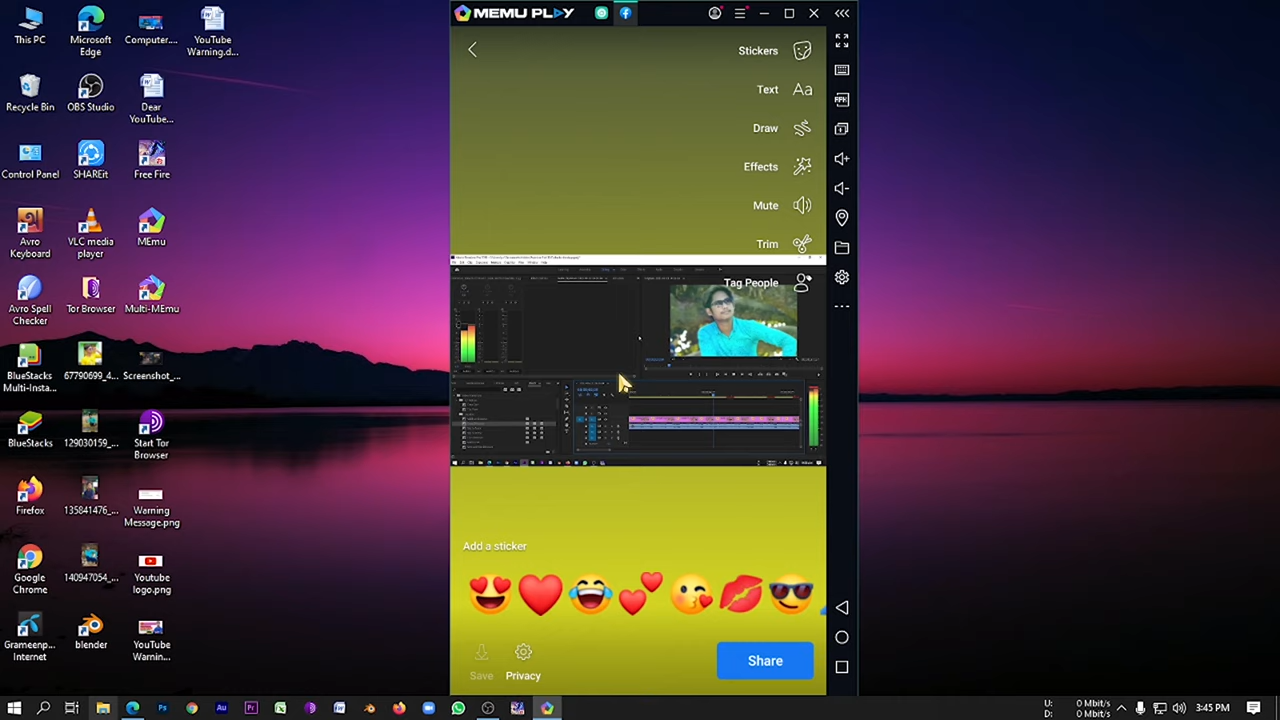 This PC
Microsoft
Edge
Computer....
YouTube
Warning.d...
Recycle Bin
OBS Studio
Dear
YouTube...
Control Panel
SHAREit
Free Fire
Avro
Keyboard
VLC media
player
MEmu
Avro Spell
Checker
Tor Browser
Multi-MEmu
BlueStacks
Multi-Insta...
67790699_4...
Screenshot_...
BlueStacks
129030159_...
Start Tor
Browser
Firefox
135841476_...
Warning
Message.png
Google
Chrome
140947054_...
Youtube
logo.png
Grameenp...
Internet
blender
YouTube
Warnin...
MEMU PLAY
Stickers
Text Aa
Draw
Effects
Mute
Trim
Tag People
Add a sticker
Save
Privacy
Share
U: 0 Mbit/s
D: 0 Mbit/s
3:45 PM